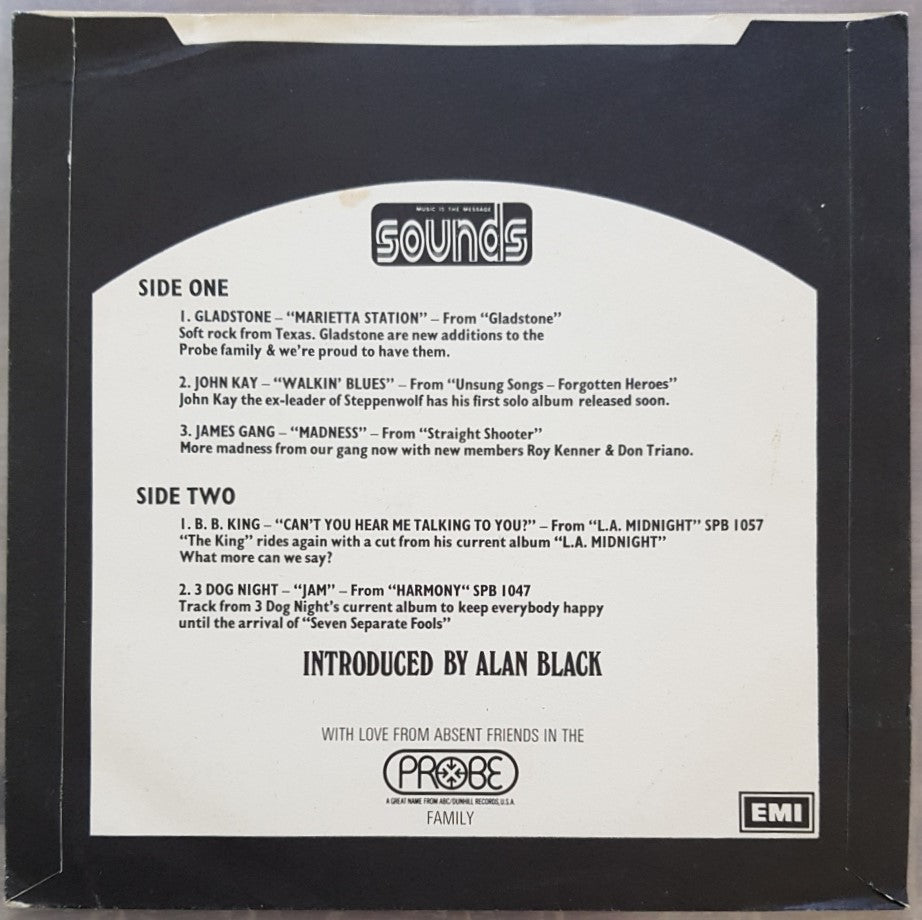 MUSIC IS THE MESSAGE
sounds
SIDE ONE
1. GLADSTONE – “MARIETTA STATION” – From “Gladstone”
Soft rock from Texas. Gladstone are new additions to the
Probe family & we’re proud to have them.
2. JOHN KAY – “WALKIN’ BLUES” – From “Unsung Songs – Forgotten Heroes”
John Kay the ex-leader of Steppenwolf has his first solo album released soon.
3. JAMES GANG – “MADNESS” – From “Straight Shooter”
More madness from our gang now with new members Roy Kenner & Don Triano.
SIDE TWO
1. B. B. KING – “CAN’T YOU HEAR ME TALKING TO YOU?” – From “L.A. MIDNIGHT” SPB 1057
“The King” rides again with a cut from his current album “L.A. MIDNIGHT”
What more can we say?
2. 3 DOG NIGHT – “JAM” – From “HARMONY“ SPB 1047
Track from 3 Dog Night’s current album to keep everybody happy
until the arrival of “Seven Separate Fools”
INTRODUCED BY ALAN BLACK
WITH LOVE FROM ABSENT FRIENDS IN THE
PROBE
A GREAT NAME FROM ABC/DUNHILL RECORDS, U.S.A.
FAMILY
EMI